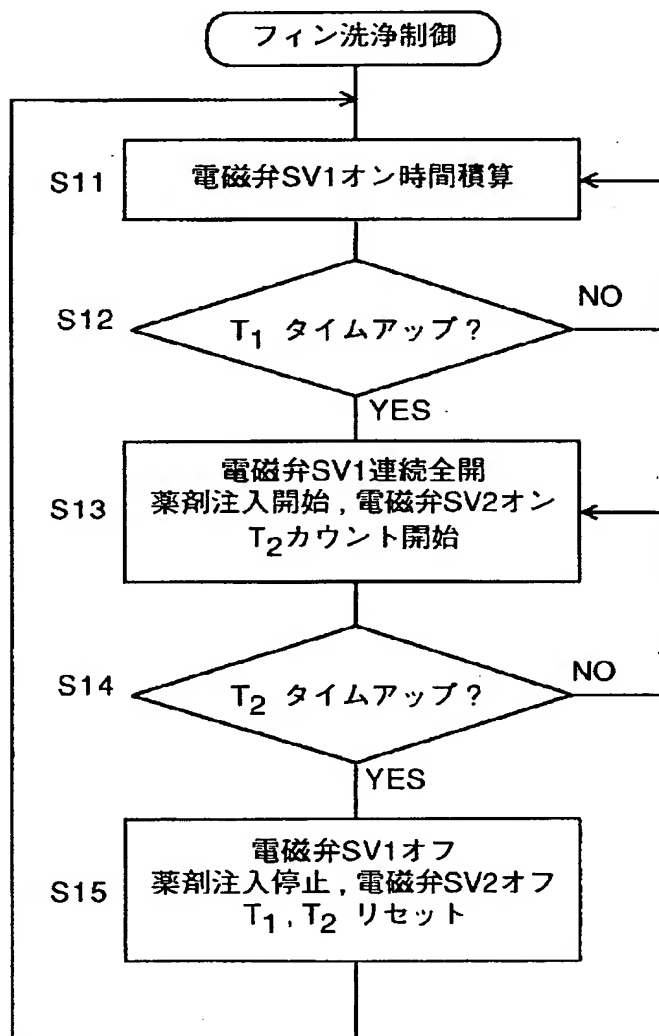 フィン洗浄制御
S11
電磁弁SV1オン時間積算
S12
T₁ タイムアップ?
NO
YES
S13
電磁弁SV1連続全開
薬剤注入開始,電磁弁SV2オン
T₂カウント開始
S14
T₂ タイムアップ?
NO
YES
S15
電磁弁SV1オフ
薬剤注入停止,電磁弁SV2オフ
T₁,T₂ リセット